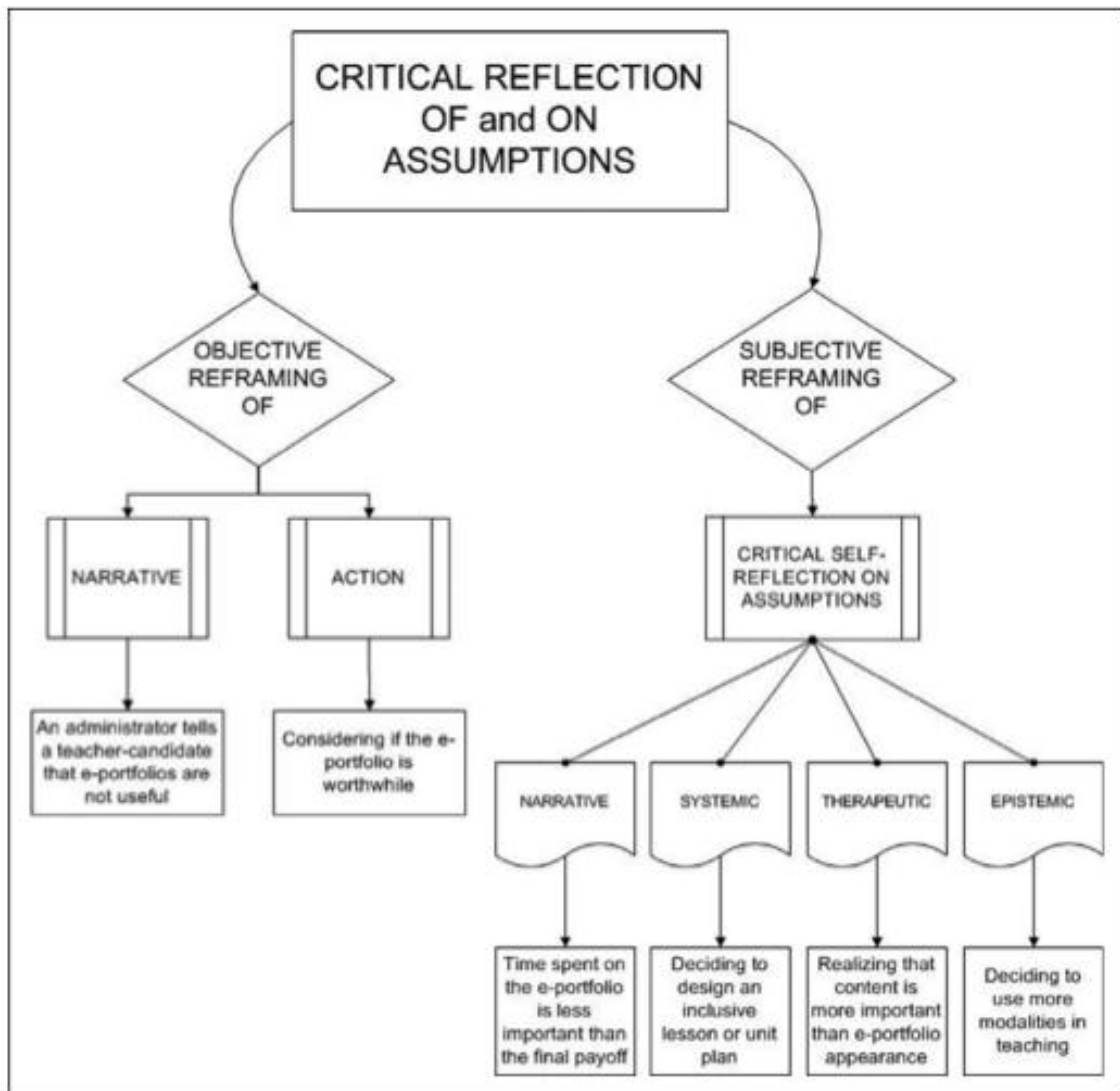 CRITICAL REFLECTION
OF and ON
ASSUMPTIONS
OBJECTIVE
REFRAMING
OF
SUBJECTIVE
REFRAMING
OF
NARRATIVE
ACTION
CRITICAL SELF-
REFLECTION ON
ASSUMPTIONS
An administrator tells
a teacher-candidate
that e-portfolios are
not useful
Considering if the e-
portfolio is
worthwhile
NARRATIVE
SYSTEMIC
THERAPEUTIC
EPISTEMIC
Time spent on
the e-portfolio
is less
important than
the final payoff
Deciding to
design an
inclusive
lesson or unit
plan
Realizing that
content is
more important
than e-portfolio
appearance
Deciding to
use more
modalities in
teaching